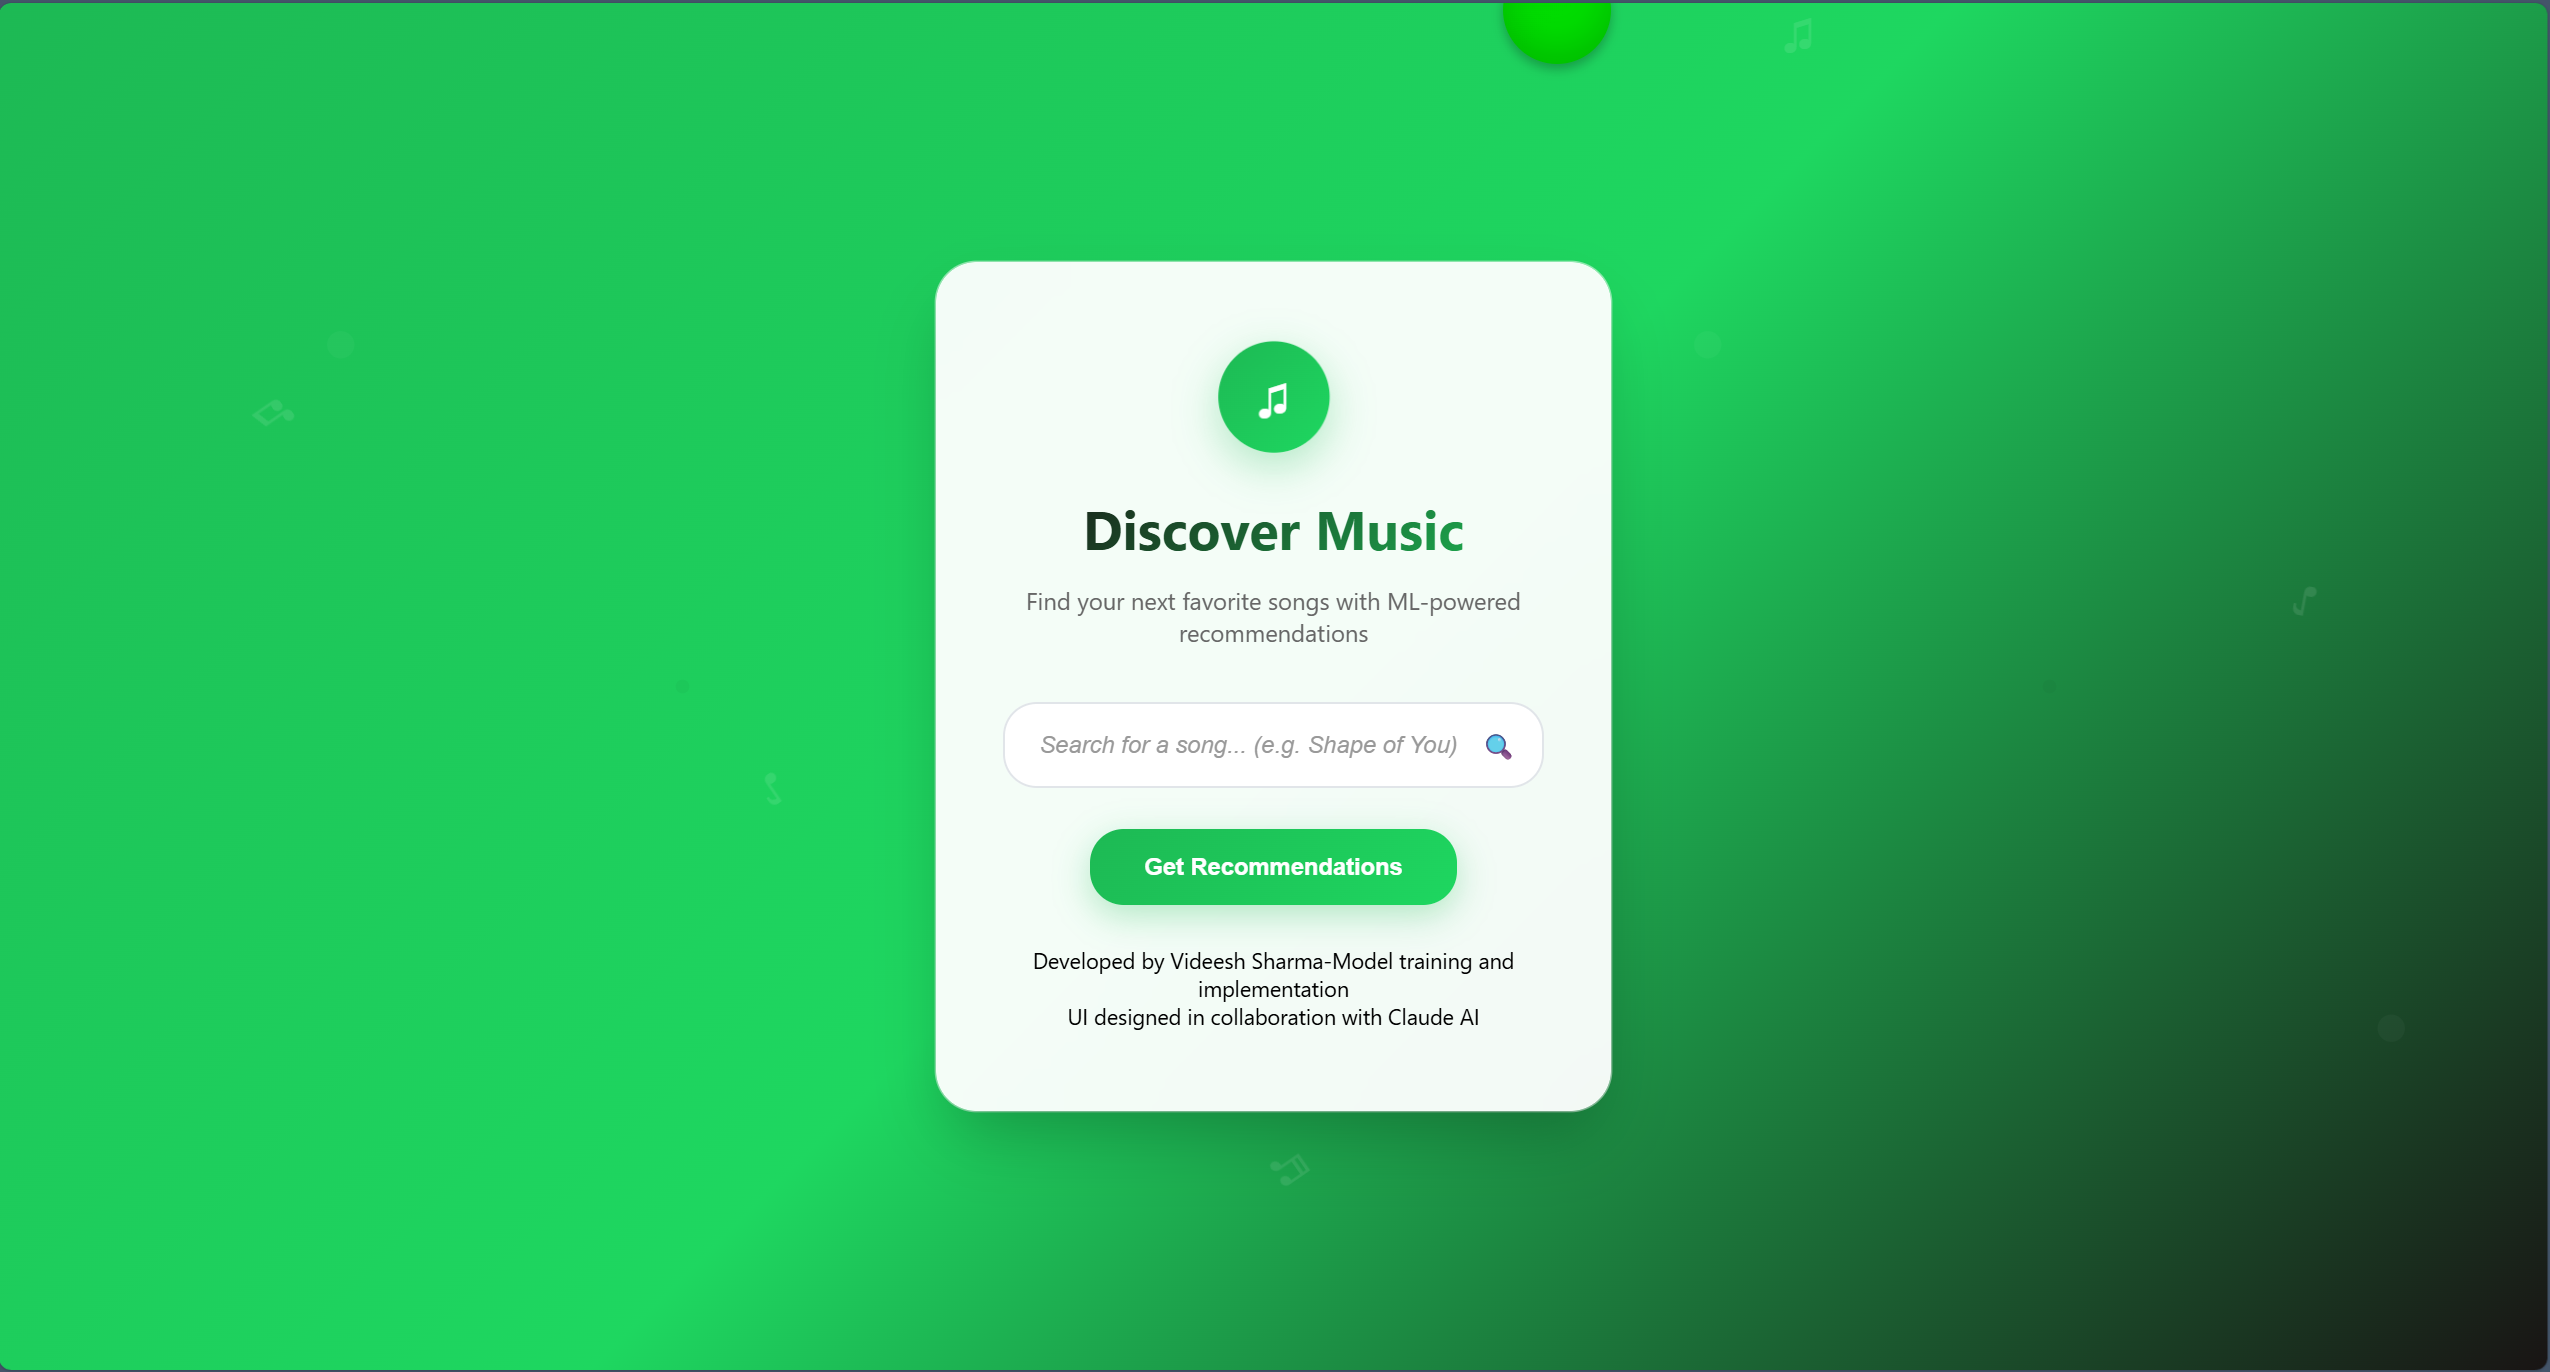 Discover Music
Find your next favorite songs with ML-powered
recommendations
Search for a song... (e.g. Shape of You)
Get Recommendations
Developed by Videesh Sharma-Model training and
implementation
UI designed in collaboration with Claude AI